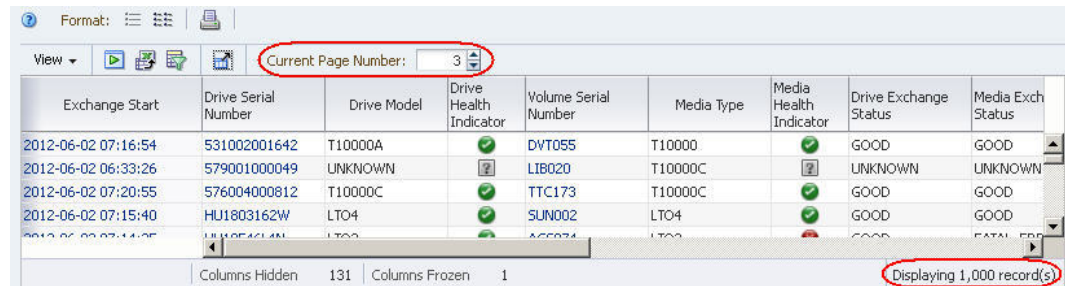 Format:
View Current Page Number: 3
Exchange Start Drive Serial Number Drive Model Drive Health Indicator Volume Serial Number Media Type Media Health Indicator Drive Exchange Status Media Exch Status
2012-06-02 07:16:54 531002001642 T10000A DVT055 T10000 GOOD GOOD
2012-06-02 06:33:26 579001000049 UNKNOWN ? LIB020 T10000C ? UNKNOWN UNKNOWN
2012-06-02 07:20:55 576004000812 T10000C TTC173 T10000C GOOD GOOD
2012-06-02 07:15:40 HU1803162W LTO4 SUN002 LTO4 GOOD GOOD
Columns Hidden 131 Columns Frozen 1 Displaying 1,000 record(s)